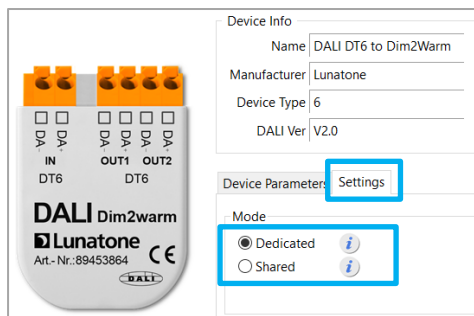 Device Info
Name DALI DT6 to Dim2Warm
Manufacturer Lunatone
Device Type 6
DALI Ver V2.0
Device Parameters Settings
Mode
Dedicated i
Shared i
DA- DA+ DA- DA+ DA- DA+
IN OUT1 OUT2
DT6 DT6
DALI Dim2warm
Lunatone
Art.- Nr.:89453864 CE
DALI